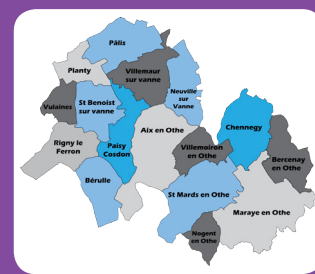 Pâlis
Planty
Villemaur
sur vanne
Neuville
sur
Vanne
Vulaines
St Benoist
sur vanne
Chennegy
Aix en Othe
Rigny le
Ferron
Paisy
Cosdon
Villemoiron
en Othe
Bercenay
en Othe
Bérulle
St Mards en Othe
Maraye en Othe
Nogent
en Othe